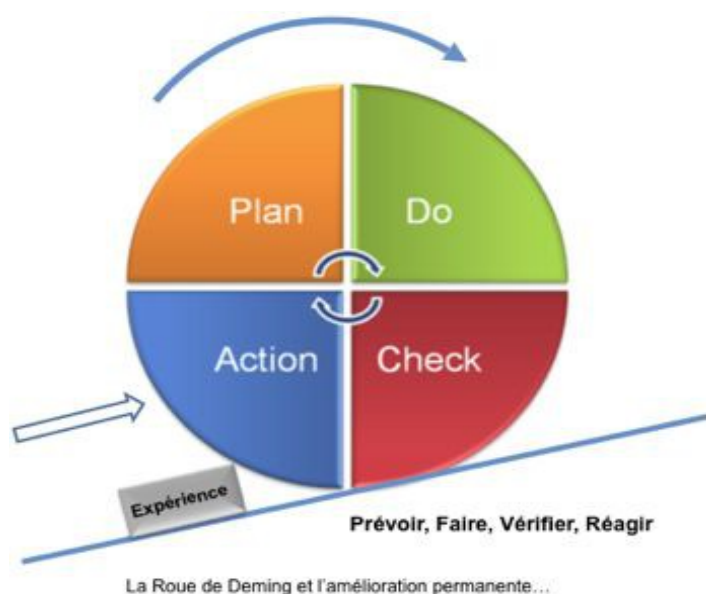 Plan
Do
Action
Check
Expérience
Prévoir, Faire, Vérifier, Réagir
La Roue de Deming et l'amélioration permanente...